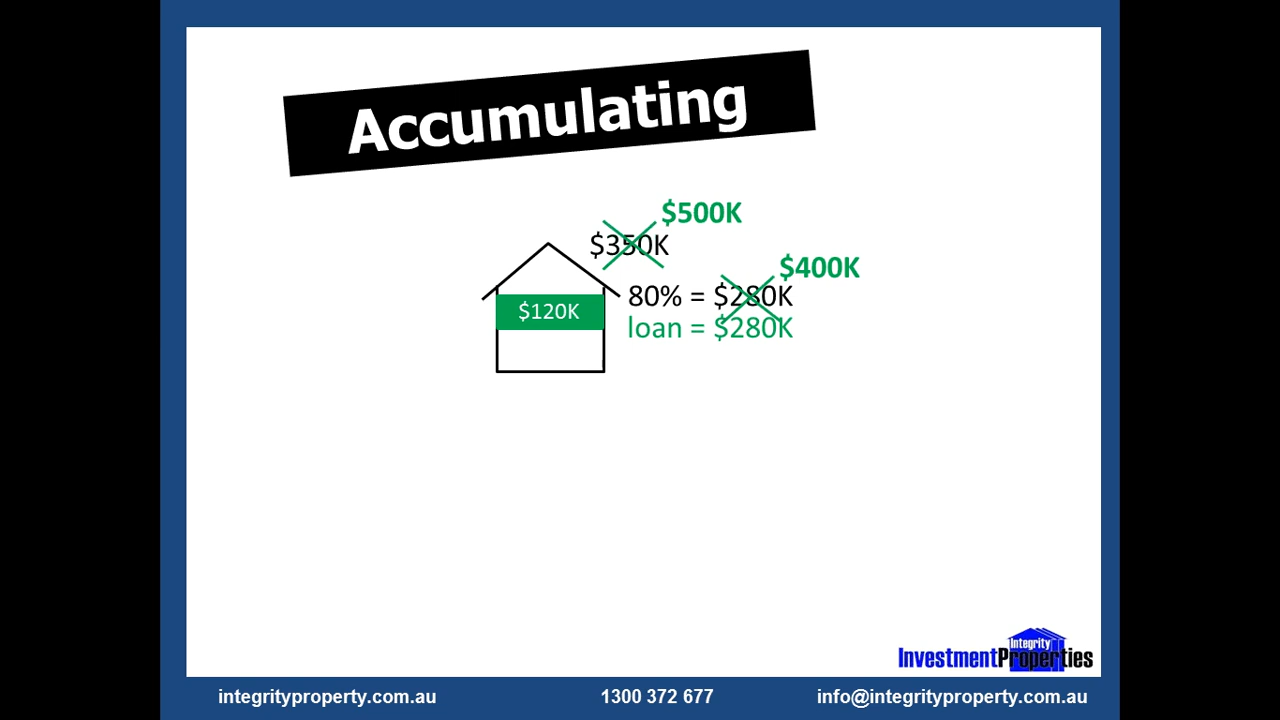 Accumulating
$500K
$350K
$400K
80% = $280K
$120K
loan = $280K
Integrity
InvestmentProperties
integrityproperty.com.au
1300 372 677
info@integrityproperty.com.au